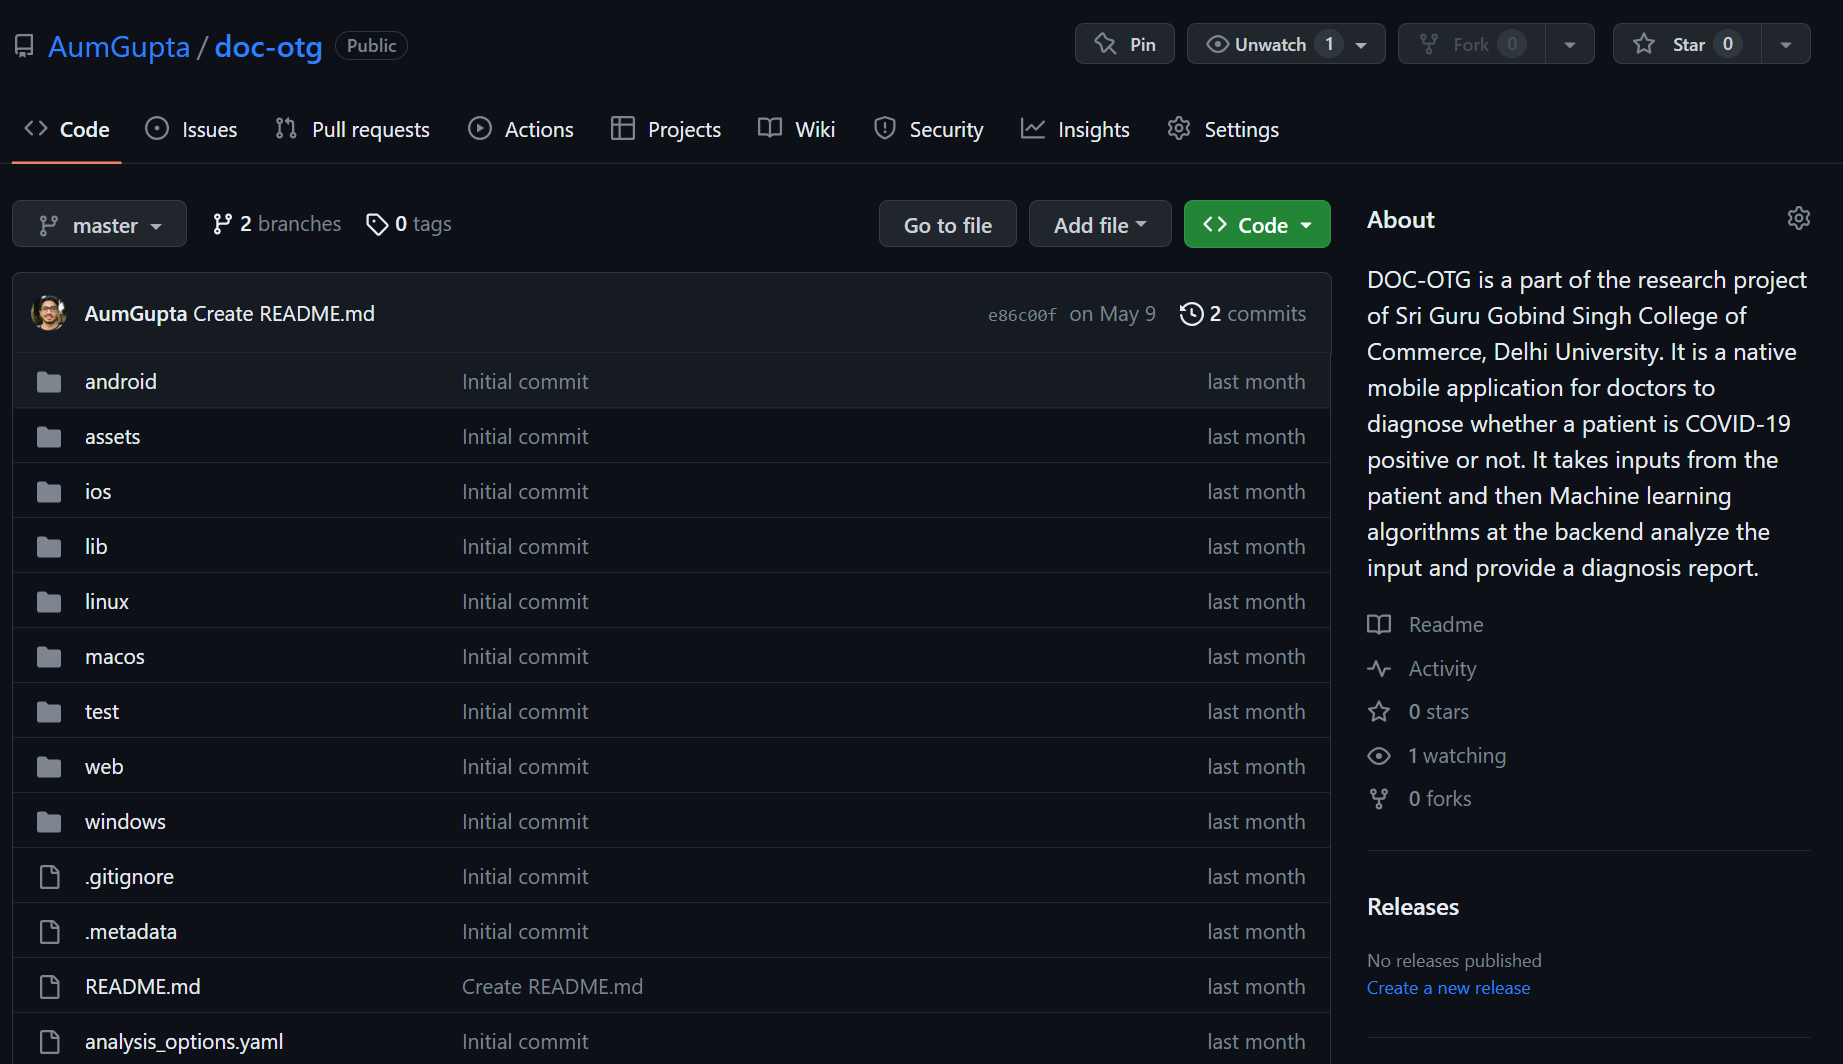 AumGupta / doc-otg Public
Pin Unwatch 1 Fork 0 Star 0
Code Issues Pull requests Actions Projects Wiki Security Insights Settings
master 2 branches 0 tags Go to file Add file Code
AumGupta Create README.md e86c00f on May 9 2 commits
android Initial commit last month
assets Initial commit last month
ios Initial commit last month
lib Initial commit last month
linux Initial commit last month
macos Initial commit last month
test Initial commit last month
web Initial commit last month
windows Initial commit last month
.gitignore Initial commit last month
.metadata Initial commit last month
README.md Create README.md last month
analysis_options.yaml Initial commit last month
About
DOC-OTG is a part of the research project
of Sri Guru Gobind Singh College of
Commerce, Delhi University. It is a native
mobile application for doctors to
diagnose whether a patient is COVID-19
positive or not. It takes inputs from the
patient and then Machine learning
algorithms at the backend analyze the
input and provide a diagnosis report.
Readme
Activity
0 stars
1 watching
0 forks
Releases
No releases published
Create a new release